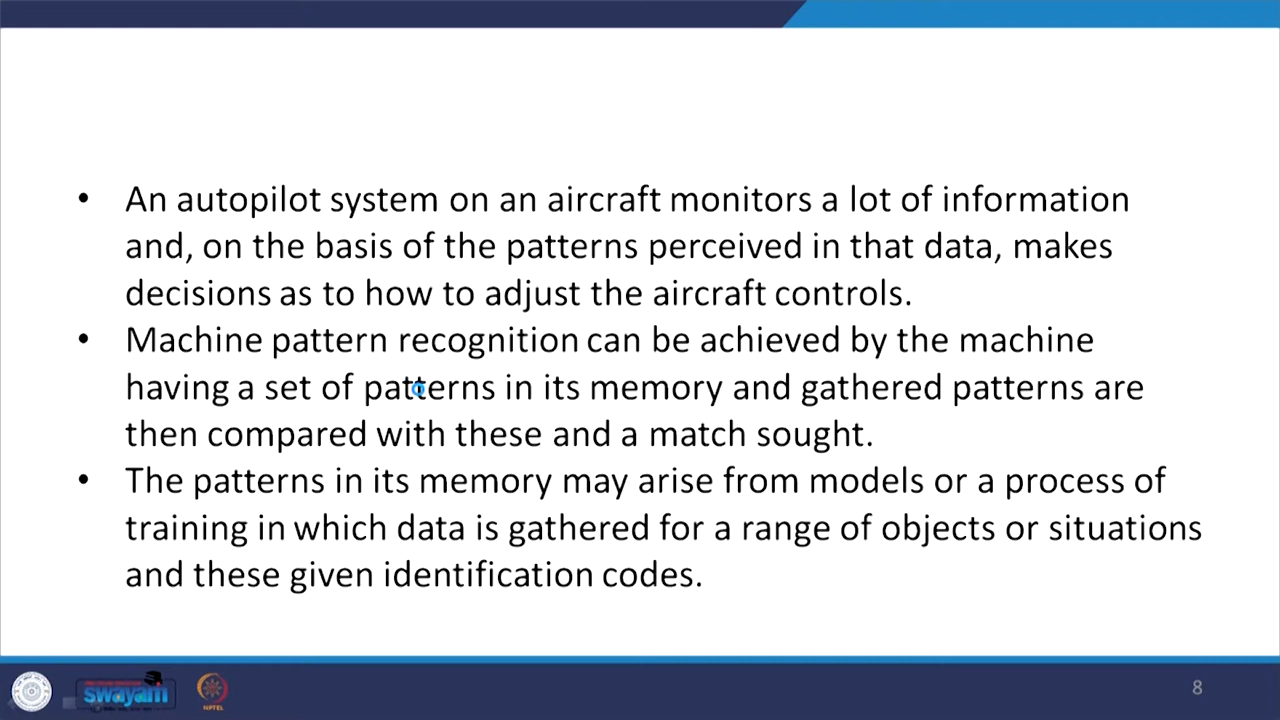 • An autopilot system on an aircraft monitors a lot of information
and, on the basis of the patterns perceived in that data, makes
decisions as to how to adjust the aircraft controls.
• Machine pattern recognition can be achieved by the machine
having a set of patterns in its memory and gathered patterns are
then compared with these and a match sought.
• The patterns in its memory may arise from models or a process of
training in which data is gathered for a range of objects or situations
and these given identification codes.
swayam
NPTEL
8